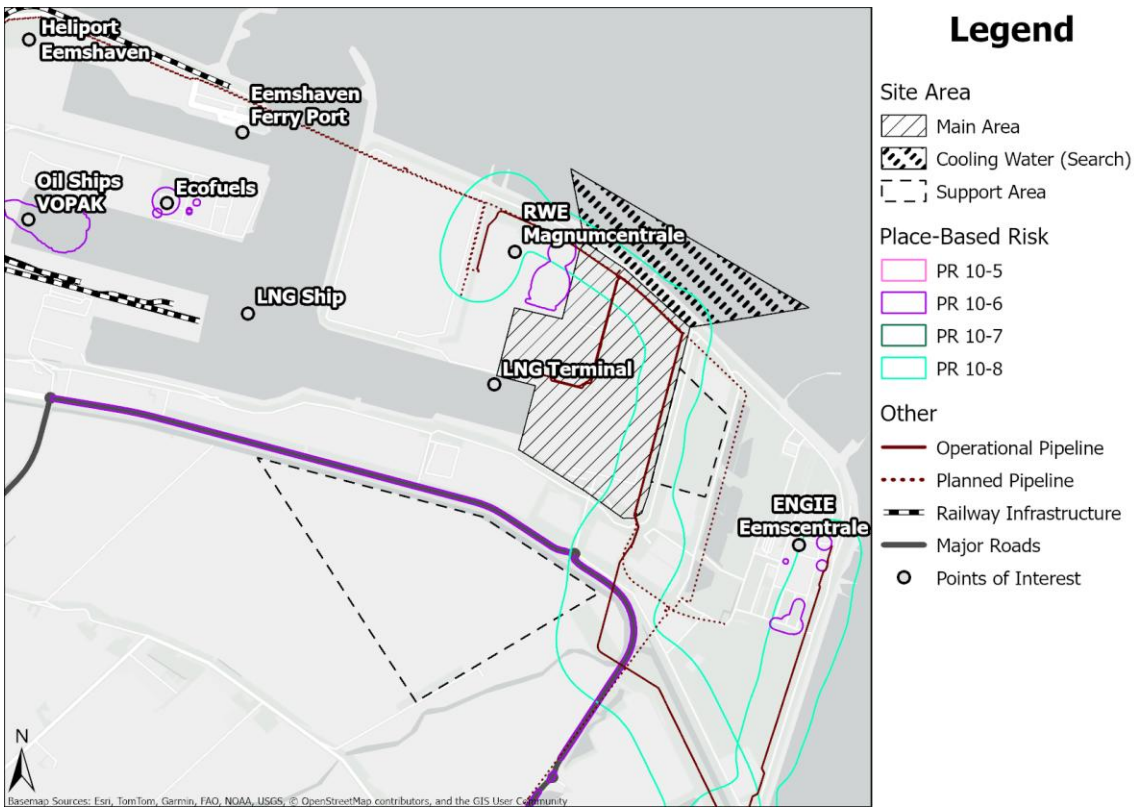 Heliport
Eemshaven
Eemshaven
Ferry Port
Oil Ships
VOPAK
Ecofuels
RWE
Magnumcentrale
LNG Ship
LNG Terminal
ENGIE
Eemscentrale
N
Basemap Sources: Esri, TomTom, Garmin, FAO, NOAA, USGS, © OpenStreetMap contributors, and the GIS User Community
Legend
Site Area
Main Area
Cooling Water (Search)
Support Area
Place-Based Risk
PR 10-5
PR 10-6
PR 10-7
PR 10-8
Other
Operational Pipeline
Planned Pipeline
Railway Infrastructure
Major Roads
Points of Interest